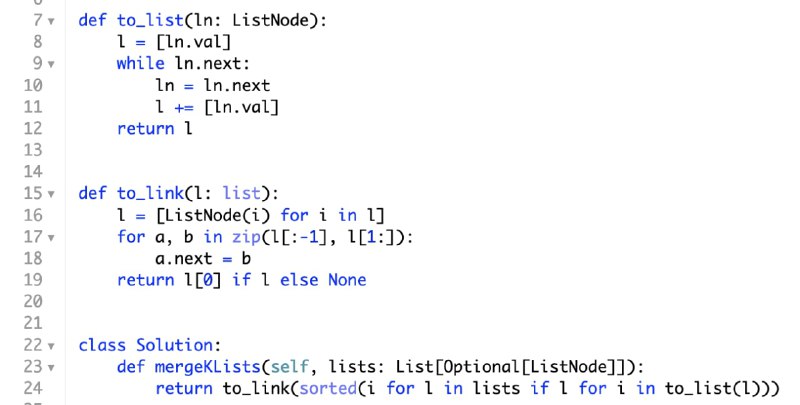 7 def to_list(ln: ListNode):
8     l = [ln.val]
9     while ln.next:
10         ln = ln.next
11         l += [ln.val]
12     return l
13
14
15 def to_link(l: list):
16     l = [ListNode(i) for i in l]
17     for a, b in zip(l[:-1], l[1:]):
18         a.next = b
19     return l[0] if l else None
20
21
22 class Solution:
23     def mergeKLists(self, lists: List[Optional[ListNode]]):
24         return to_link(sorted(i for l in lists if l for i in to_list(l)))